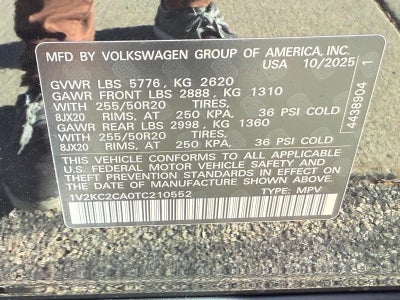 MFD BY VOLKSWAGEN GROUP OF AMERICA, INC.
USA 10/2025
GVWR LBS 5776, KG 2620
GAWR FRONT LBS 2888, KG 1310
WITH 255/50R20 TIRES,
8JX20 RIMS, AT 250 KPA, 36 PSI COLD
GAWR REAR LBS 2998, KG 1360
WITH 255/50R20 TIRES,
8JX20 RIMS, AT 250 KPA, 36 PSI COLD
THIS VEHICLE CONFORMS TO ALL APPLICABLE
U.S. FEDERAL MOTOR VEHICLE SAFETY AND
THEFT PREVENTION STANDARDS IN EFFECT ON
THE DATE OF MANUFACTURE SHOWN ABOVE.
1V2KC2CA0TC210552 TYPE: MPV
4438904 1